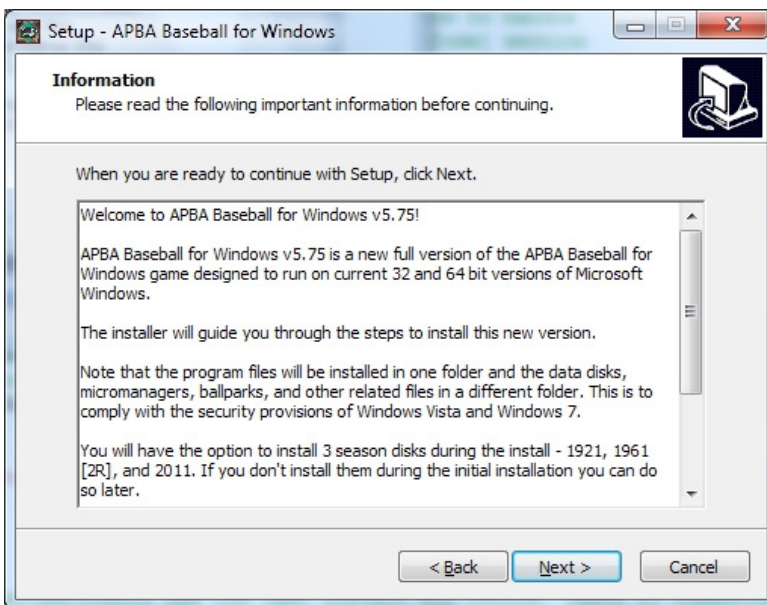 Setup - APBA Baseball for Windows
Information
Please read the following important information before continuing.
When you are ready to continue with Setup, click Next.
Welcome to APBA Baseball for Windows v5.75!
APBA Baseball for Windows v5.75 is a new full version of the APBA Baseball for
Windows game designed to run on current 32 and 64 bit versions of Microsoft
Windows.
The installer will guide you through the steps to install this new version.
Note that the program files will be installed in one folder and the data disks,
micromanagers, ballparks, and other related files in a different folder. This is to
comply with the security provisions of Windows Vista and Windows 7.
You will have the option to install 3 season disks during the install - 1921, 1961
[2R], and 2011. If you don't install them during the initial installation you can do
so later.
< Back
Next >
Cancel